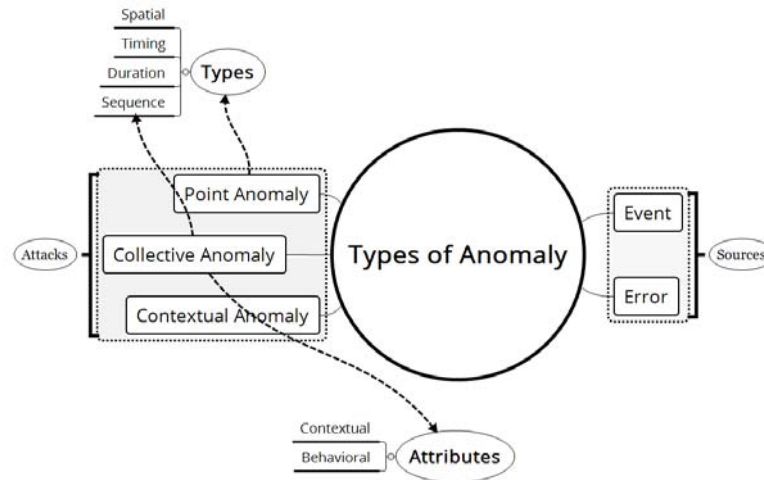 Spatial
Timing
Duration
Sequence
Types
Point Anomaly
Collective Anomaly
Contextual Anomaly
Attacks
Types of Anomaly
Event
Error
Sources
Contextual
Behavioral
Attributes